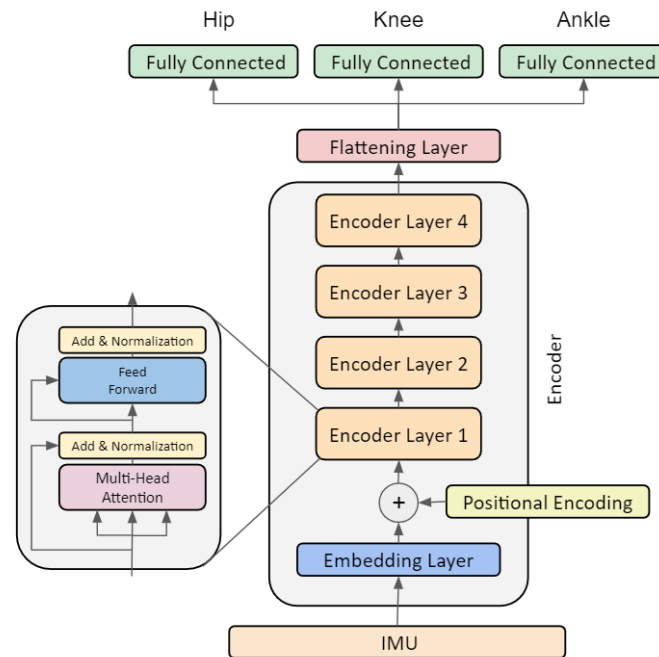 Hip Knee Ankle
Fully Connected Fully Connected Fully Connected
Flattening Layer
Encoder Layer 4
Encoder Layer 3
Encoder Layer 2
Encoder Layer 1
+
Positional Encoding
Embedding Layer
Encoder
IMU
Add & Normalization
Feed
Forward
Add & Normalization
Multi-Head
Attention